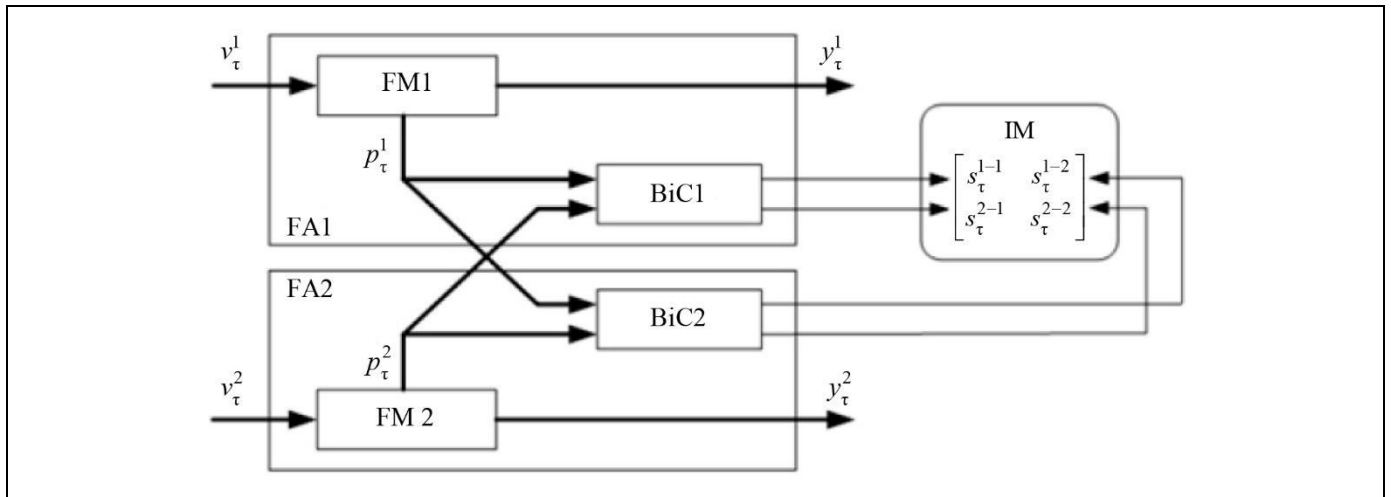 v_τ^1
y_τ^1
FM1
IM
p_τ^1
s_τ^{1–1} s_τ^{1–2}
BiC1
s_τ^{2–1} s_τ^{2–2}
FA1
FA2
BiC2
p_τ^2
v_τ^2
y_τ^2
FM 2